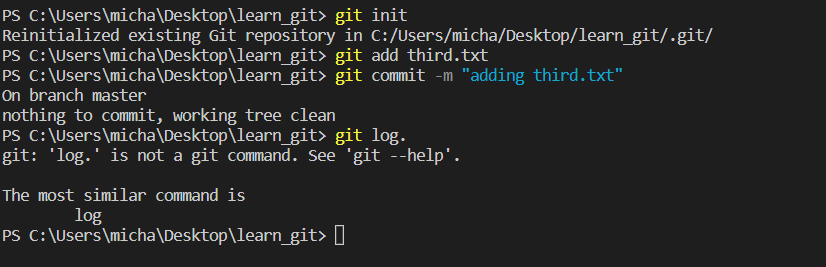 PS C:\Users\micha\Desktop\learn_git> git init
Reinitialized existing Git repository in C:/Users/micha/Desktop/learn_git/.git/
PS C:\Users\micha\Desktop\learn_git> git add third.txt
PS C:\Users\micha\Desktop\learn_git> git commit -m "adding third.txt"
On branch master
nothing to commit, working tree clean
PS C:\Users\micha\Desktop\learn_git> git log.
git: 'log.' is not a git command. See 'git --help'.

The most similar command is
        log
PS C:\Users\micha\Desktop\learn_git>